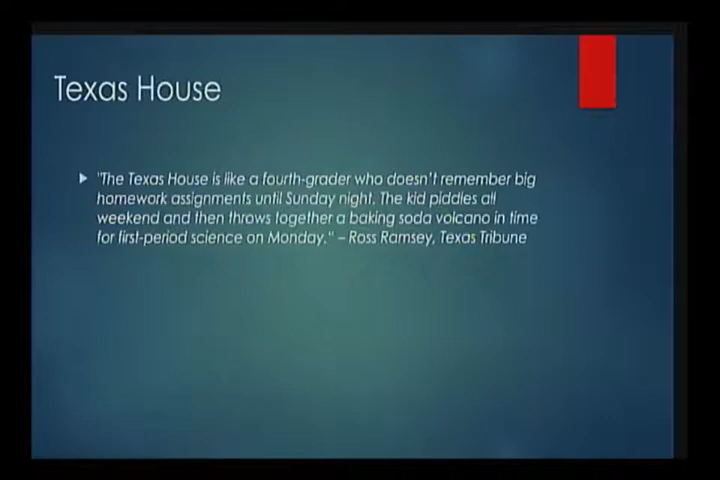 Texas House
"The Texas House is like a fourth-grader who doesn't remember big
homework assignments until Sunday night. The kid piddles all
weekend and then throws together a baking soda volcano in time
for first-period science on Monday." – Ross Ramsey, Texas Tribune